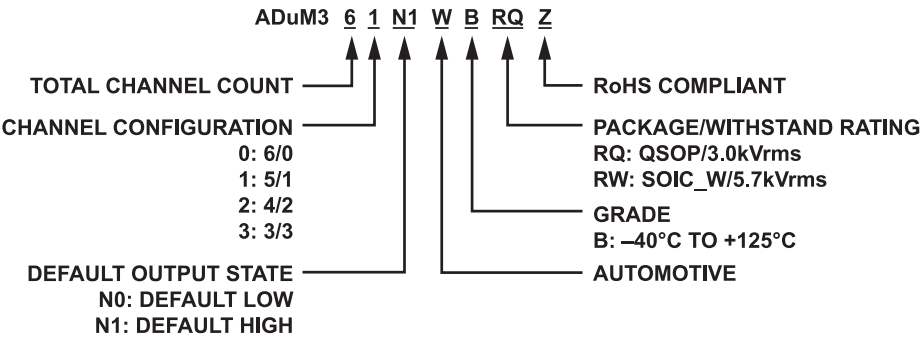 ADuM3 6 1 N1 W B RQ Z
TOTAL CHANNEL COUNT
CHANNEL CONFIGURATION
0: 6/0
1: 5/1
2: 4/2
3: 3/3
DEFAULT OUTPUT STATE
N0: DEFAULT LOW
N1: DEFAULT HIGH
RoHS COMPLIANT
PACKAGE/WITHSTAND RATING
RQ: QSOP/3.0kVrms
RW: SOIC_W/5.7kVrms
GRADE
B: –40°C TO +125°C
AUTOMOTIVE